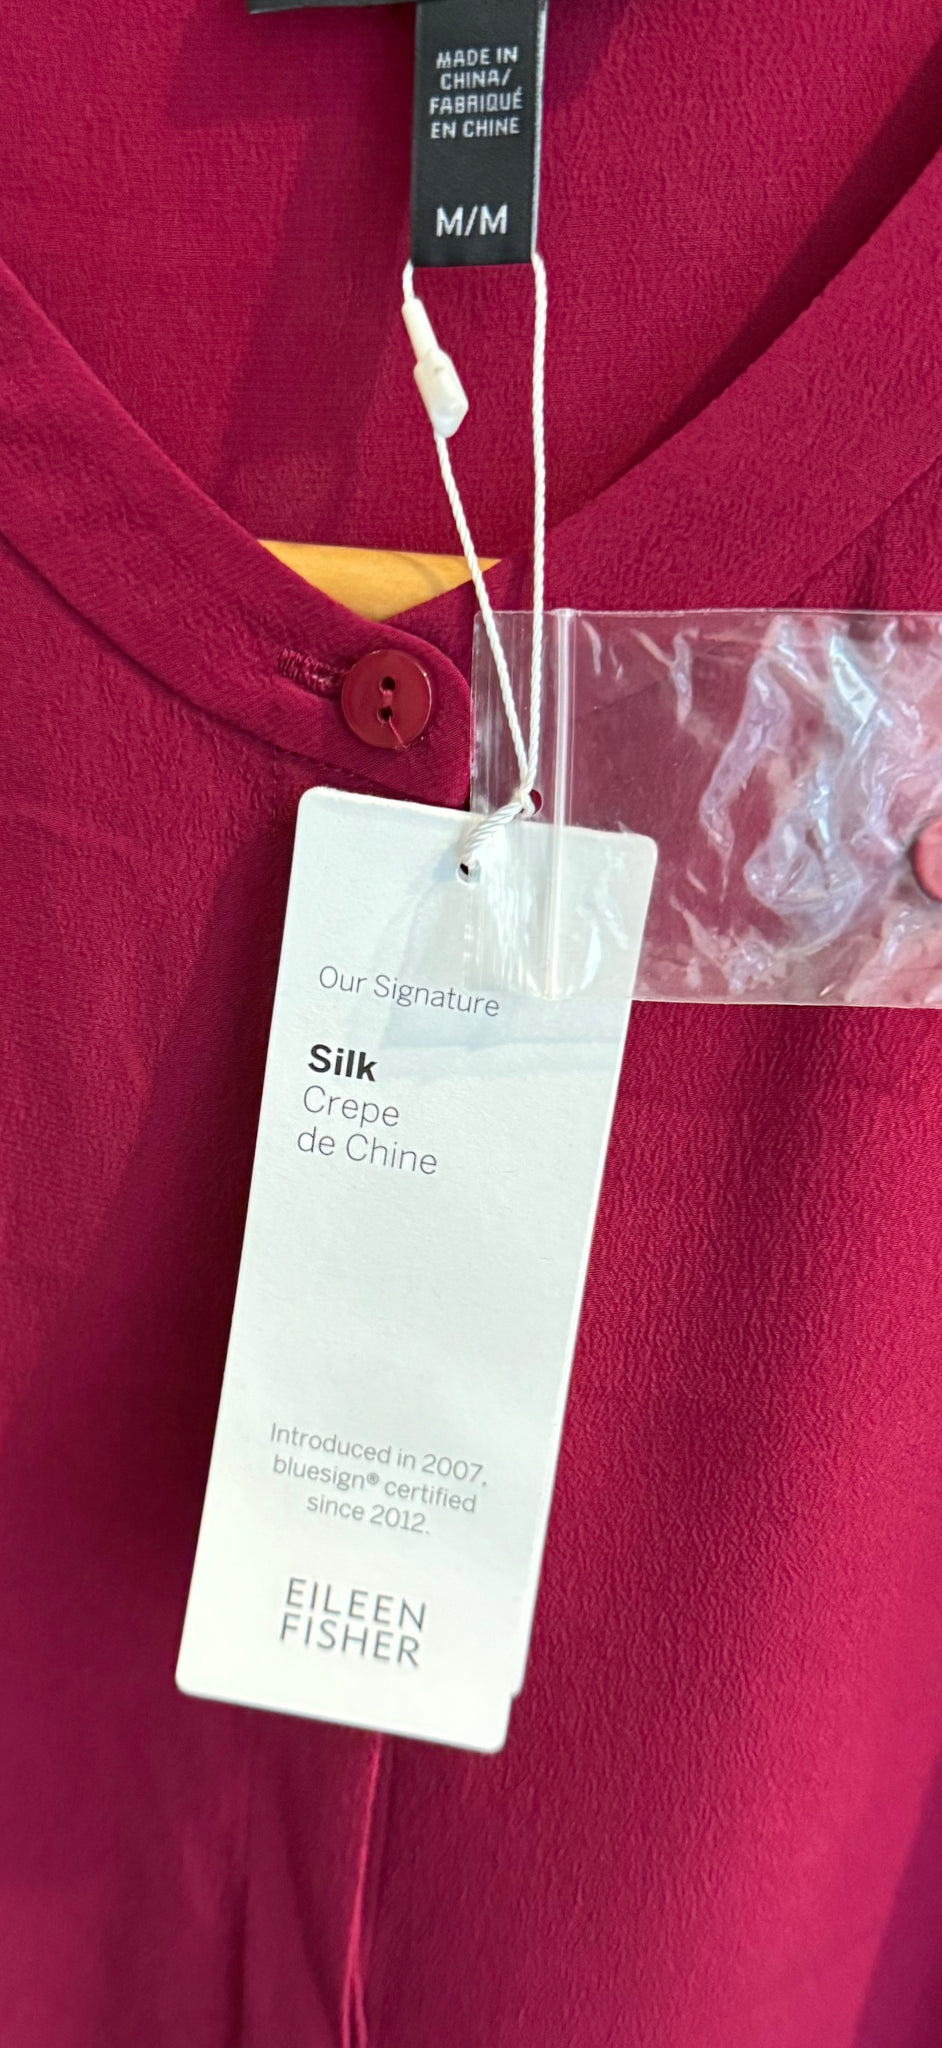 MADE IN
CHINA/
FABRIQUÉ
EN CHINE
M/M
Our Signature
Silk
Crepe
de Chine
Introduced in 2007,
bluesign® certified
since 2012.
EILEEN
FISHER